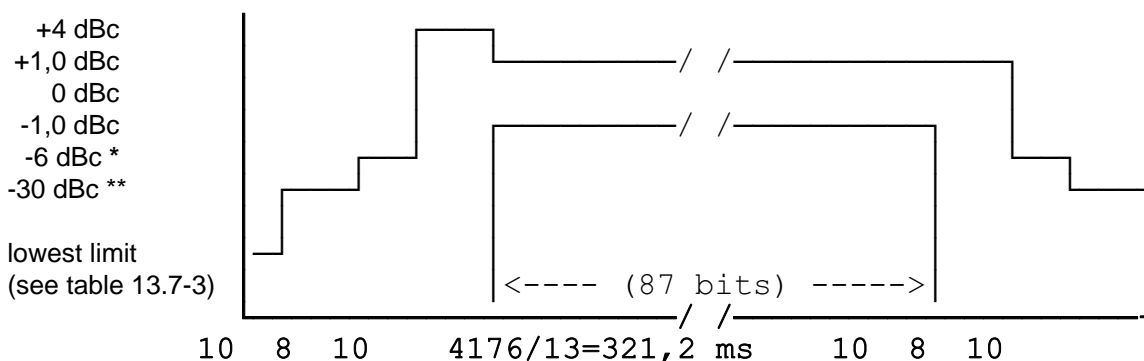 +4 dBc
+1,0 dBc
0 dBc
-1,0 dBc
-6 dBc *
-30 dBc **
lowest limit
(see table 13.7-3)
<---- (87 bits) ----->
10 8 10 4176/13=321,2 ms 10 8 10